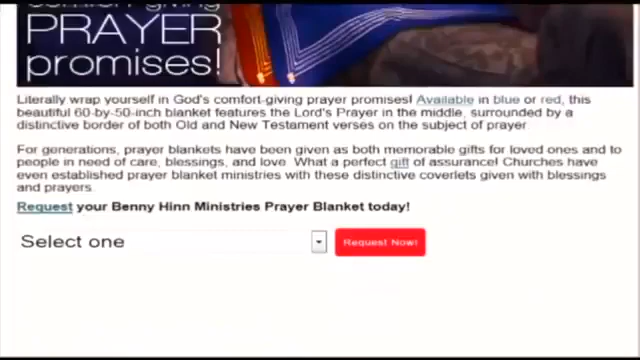 comfort-giving
PRAYER
promises!
Literally wrap yourself in God's comfort-giving prayer promises! Available in blue or red, this
beautiful 60-by-50-inch blanket features the Lord's Prayer in the middle, surrounded by a
distinctive border of both Old and New Testament verses on the subject of prayer.
For generations, prayer blankets have been given as both memorable gifts for loved ones and to
people in need of care, blessings, and love. What a perfect gift of assurance! Churches have
even established prayer blanket ministries with these distinctive coverlets given with blessings
and prayers.
Request your Benny Hinn Ministries Prayer Blanket today!
Select one
Request Now!